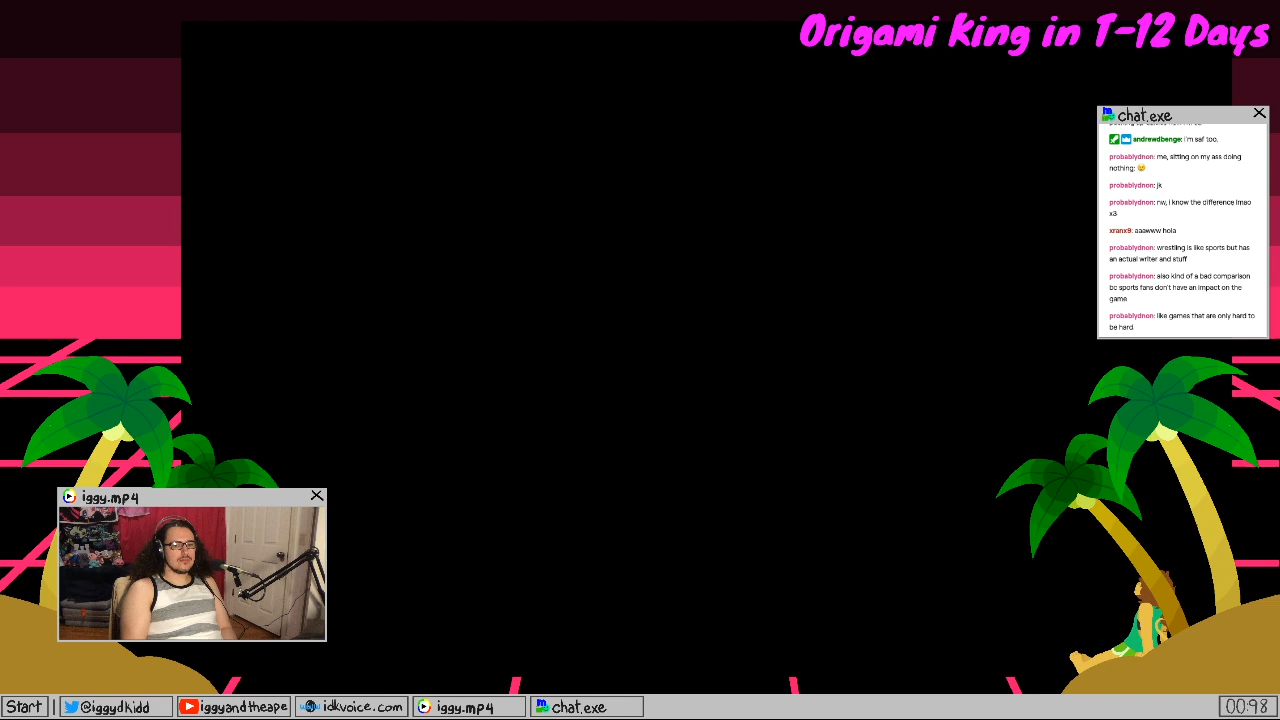 Origami King in T-12 Days
chat.exe
andrewdbenge: I'm saf too.
probablydnon: me, sitting on my ass doing
nothing: 🥲
probablydnon: jk
probablydnon: nw, i know the difference lmao
x3
xranx9: aaawww hola
probablydnon: wrestling is like sports but has
an actual writer and stuff
probablydnon: also kind of a bad comparison
bc sports fans don't have an impact on the
game
probablydnon: like games that are only hard to
be hard
iggy.mp4
Start | @iggydkidd iggyandtheape idkvoice.com iggy.mp4 chat.exe 00:98